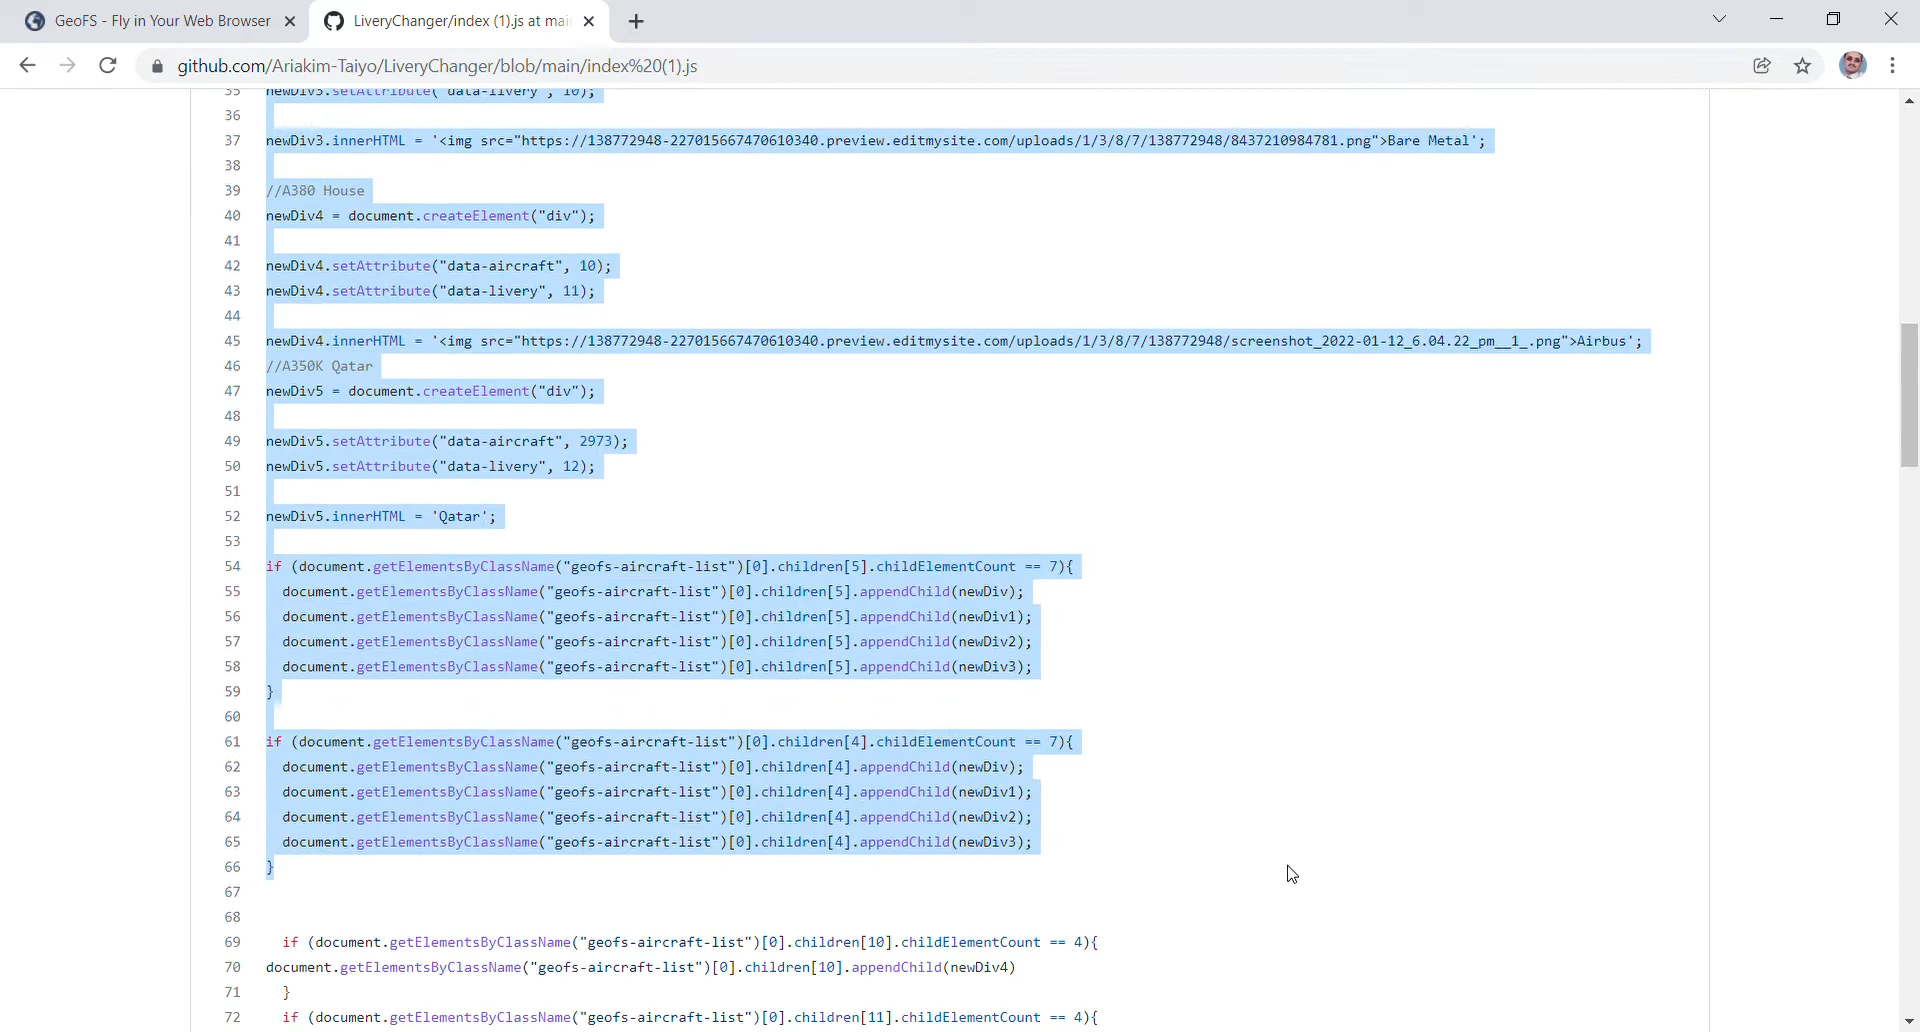 GeoFS - Fly in Your Web Browser
LiveryChanger/index (1).js at mai
github.com/Ariakim-Taiyo/LiveryChanger/blob/main/index%20(1).js
35 newDiv3.setAttribute("data-livery", 10);
36
37 newDiv3.innerHTML = '<img src="https://138772948-227015667470610340.preview.editmysite.com/uploads/1/3/8/7/138772948/8437210984781.png">Bare Metal';
38
39 //A380 House
40 newDiv4 = document.createElement("div");
41
42 newDiv4.setAttribute("data-aircraft", 10);
43 newDiv4.setAttribute("data-livery", 11);
44
45 newDiv4.innerHTML = '<img src="https://138772948-227015667470610340.preview.editmysite.com/uploads/1/3/8/7/138772948/screenshot_2022-01-12_6.04.22_pm__1_.png">Airbus';
46 //A350K Qatar
47 newDiv5 = document.createElement("div");
48
49 newDiv5.setAttribute("data-aircraft", 2973);
50 newDiv5.setAttribute("data-livery", 12);
51
52 newDiv5.innerHTML = 'Qatar';
53
54 if (document.getElementsByClassName("geofs-aircraft-list")[0].children[5].childElementCount == 7){
55 document.getElementsByClassName("geofs-aircraft-list")[0].children[5].appendChild(newDiv);
56 document.getElementsByClassName("geofs-aircraft-list")[0].children[5].appendChild(newDiv1);
57 document.getElementsByClassName("geofs-aircraft-list")[0].children[5].appendChild(newDiv2);
58 document.getElementsByClassName("geofs-aircraft-list")[0].children[5].appendChild(newDiv3);
59 }
60
61 if (document.getElementsByClassName("geofs-aircraft-list")[0].children[4].childElementCount == 7){
62 document.getElementsByClassName("geofs-aircraft-list")[0].children[4].appendChild(newDiv);
63 document.getElementsByClassName("geofs-aircraft-list")[0].children[4].appendChild(newDiv1);
64 document.getElementsByClassName("geofs-aircraft-list")[0].children[4].appendChild(newDiv2);
65 document.getElementsByClassName("geofs-aircraft-list")[0].children[4].appendChild(newDiv3);
66 }
67
68
69 if (document.getElementsByClassName("geofs-aircraft-list")[0].children[10].childElementCount == 4){
70 document.getElementsByClassName("geofs-aircraft-list")[0].children[10].appendChild(newDiv4)
71 }
72 if (document.getElementsByClassName("geofs-aircraft-list")[0].children[11].childElementCount == 4){